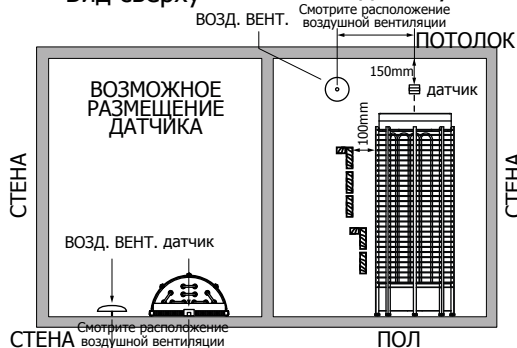 Вид сверху
ВОЗД. ВЕНТ.
Смотрите расположение
воздушной вентиляции
ПОТОЛОК
150mm
датчик
100mm
ВОЗМОЖНОЕ
РАЗМЕЩЕНИЕ
ДАТЧИКА
СТЕНА
СТЕНА
ВОЗД. ВЕНТ. датчик
СТЕНА
Смотрите расположение
воздушной вентиляции
ПОЛ